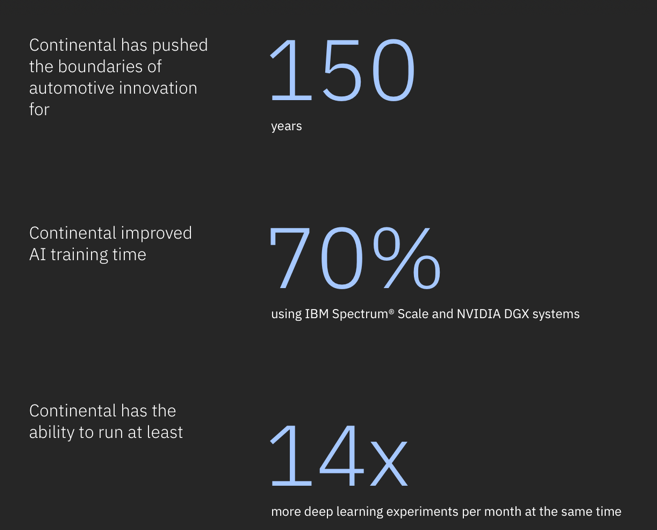 Continental has pushed
the boundaries of
automotive innovation
for
150
years
Continental improved
AI training time
70%
using IBM Spectrum® Scale and NVIDIA DGX systems
Continental has the
ability to run at least
14x
more deep learning experiments per month at the same time